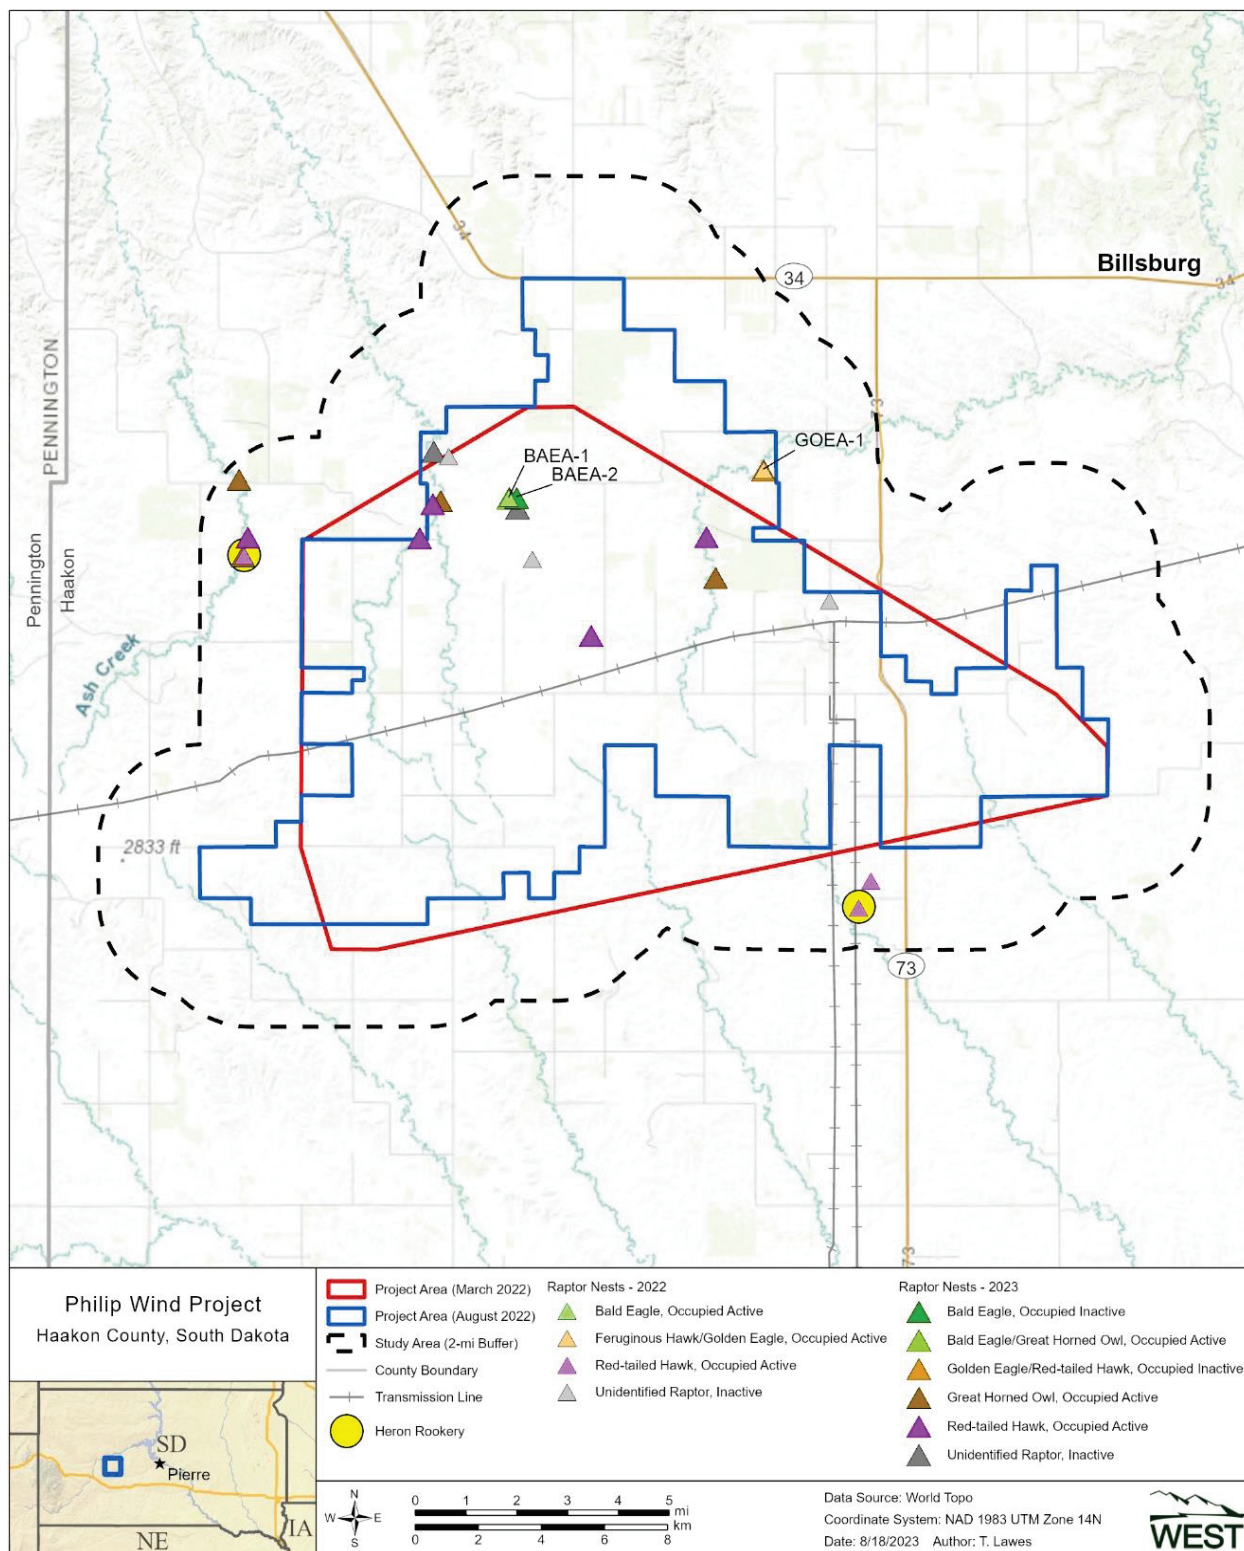 34
34
Billsburg
34
PENNINGTON
73
GOEA-1
BAEA-1
BAEA-2
Pennington
Haakon
Ash Creek
2833 ft
73
73
Philip Wind Project
Haakon County, South Dakota
SD
Pierre
NE
IA
Project Area (March 2022)
Project Area (August 2022)
Study Area (2-mi Buffer)
County Boundary
Transmission Line
Heron Rookery
Raptor Nests - 2022
Bald Eagle, Occupied Active
Feruginous Hawk/Golden Eagle, Occupied Active
Red-tailed Hawk, Occupied Active
Unidentified Raptor, Inactive
Raptor Nests - 2023
Bald Eagle, Occupied Inactive
Bald Eagle/Great Horned Owl, Occupied Active
Golden Eagle/Red-tailed Hawk, Occupied Inactive
Great Horned Owl, Occupied Active
Red-tailed Hawk, Occupied Active
Unidentified Raptor, Inactive
N
W E
S
0 1 2 3 4 5
mi
km
0 2 4 6 8
Data Source: World Topo
Coordinate System: NAD 1983 UTM Zone 14N
Date: 8/18/2023 Author: T. Lawes
WEST